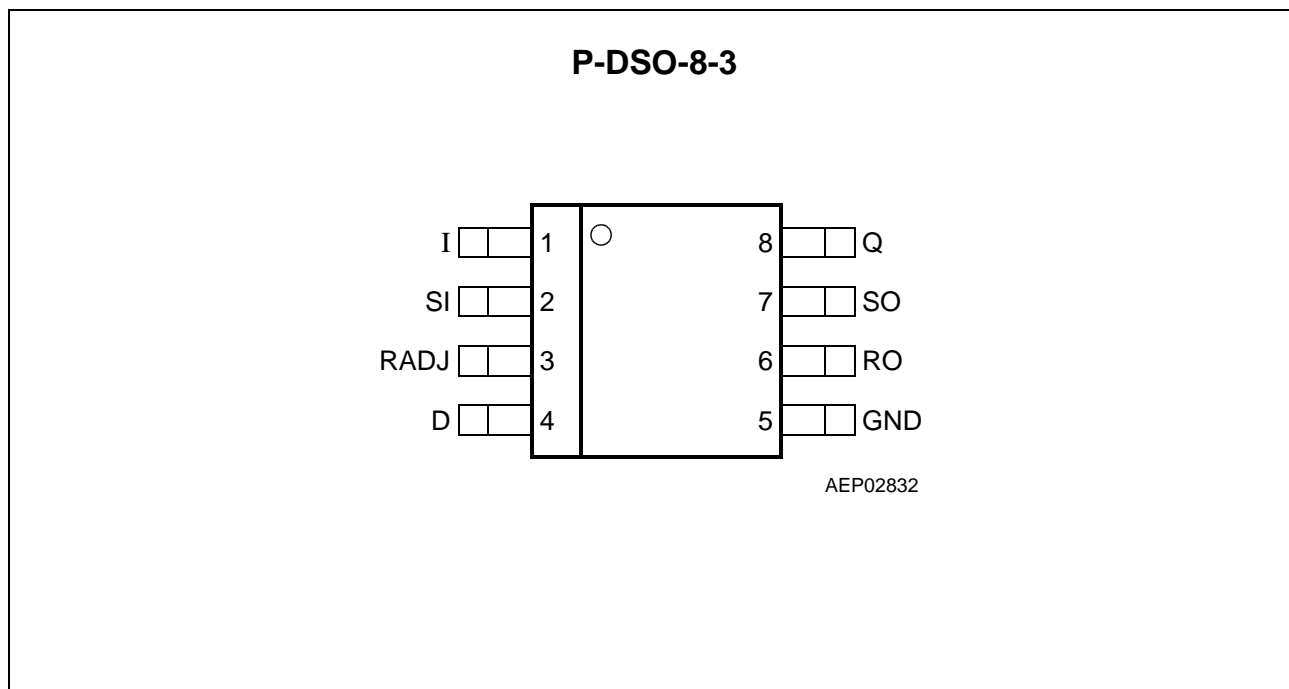 P-DSO-8-3
I 1 8 Q
SI 2 7 SO
RADJ 3 6 RO
D 4 5 GND
AEP02832